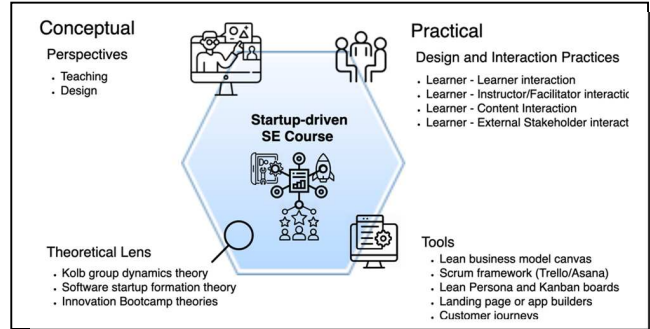 Conceptual
Perspectives
• Teaching
• Design
Practical
Design and Interaction Practices
• Learner - Learner interaction
• Learner - Instructor/Facilitator interactic
• Learner - Content Interaction
• Learner - External Stakeholder interact
Startup-driven
SE Course
Theoretical Lens
• Kolb group dynamics theory
• Software startup formation theory
• Innovation Bootcamp theories
Tools
• Lean business model canvas
• Scrum framework (Trello/Asana)
• Lean Persona and Kanban boards
• Landing page or app builders
• Customer journeys